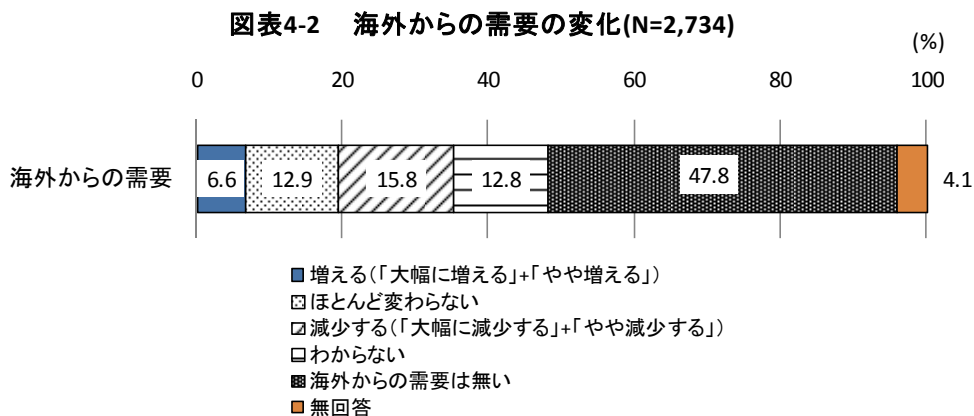 図表4-2　海外からの需要の変化(N=2,734)
(%)
0 20 40 60 80 100
海外からの需要 6.6 12.9 15.8 12.8 47.8 4.1
増える(「大幅に増える」+「やや増える」)
ほとんど変わらない
減少する(「大幅に減少する」+「やや減少する」)
わからない
海外からの需要は無い
無回答